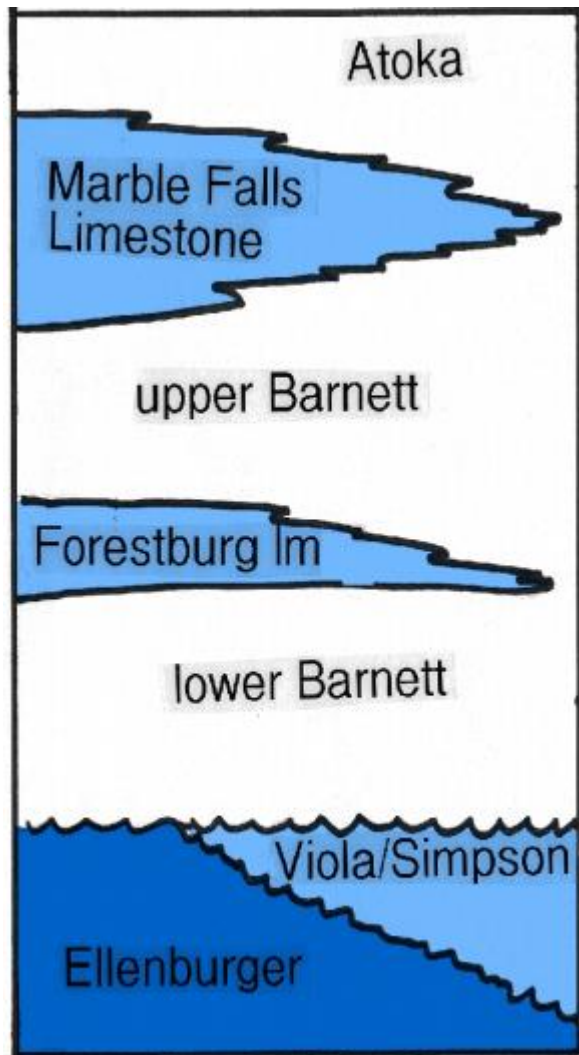 Atoka
Marble Falls
Limestone
upper Barnett
Forestburg lm
lower Barnett
Viola/Simpson
Ellenburger